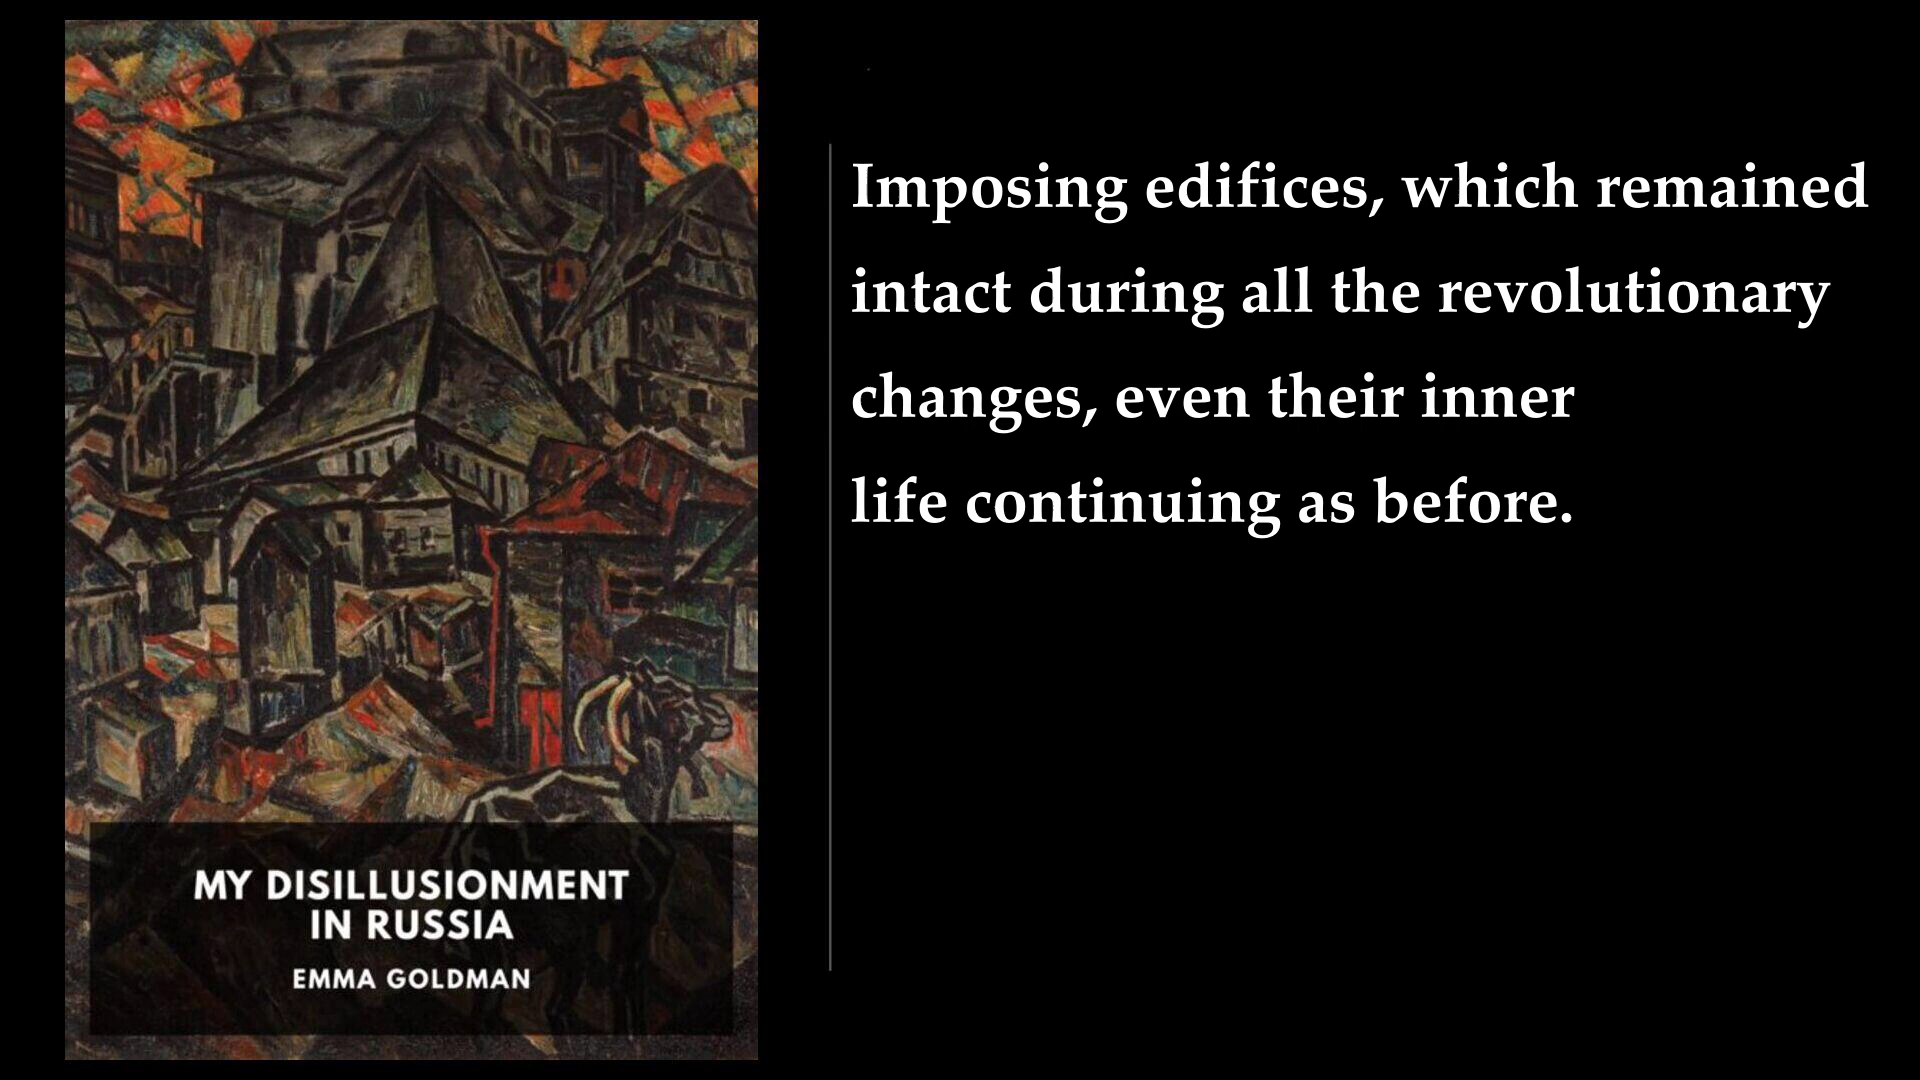 MY DISILLUSIONMENT
IN RUSSIA
EMMA GOLDMAN
Imposing edifices, which remained
intact during all the revolutionary
changes, even their inner
life continuing as before.